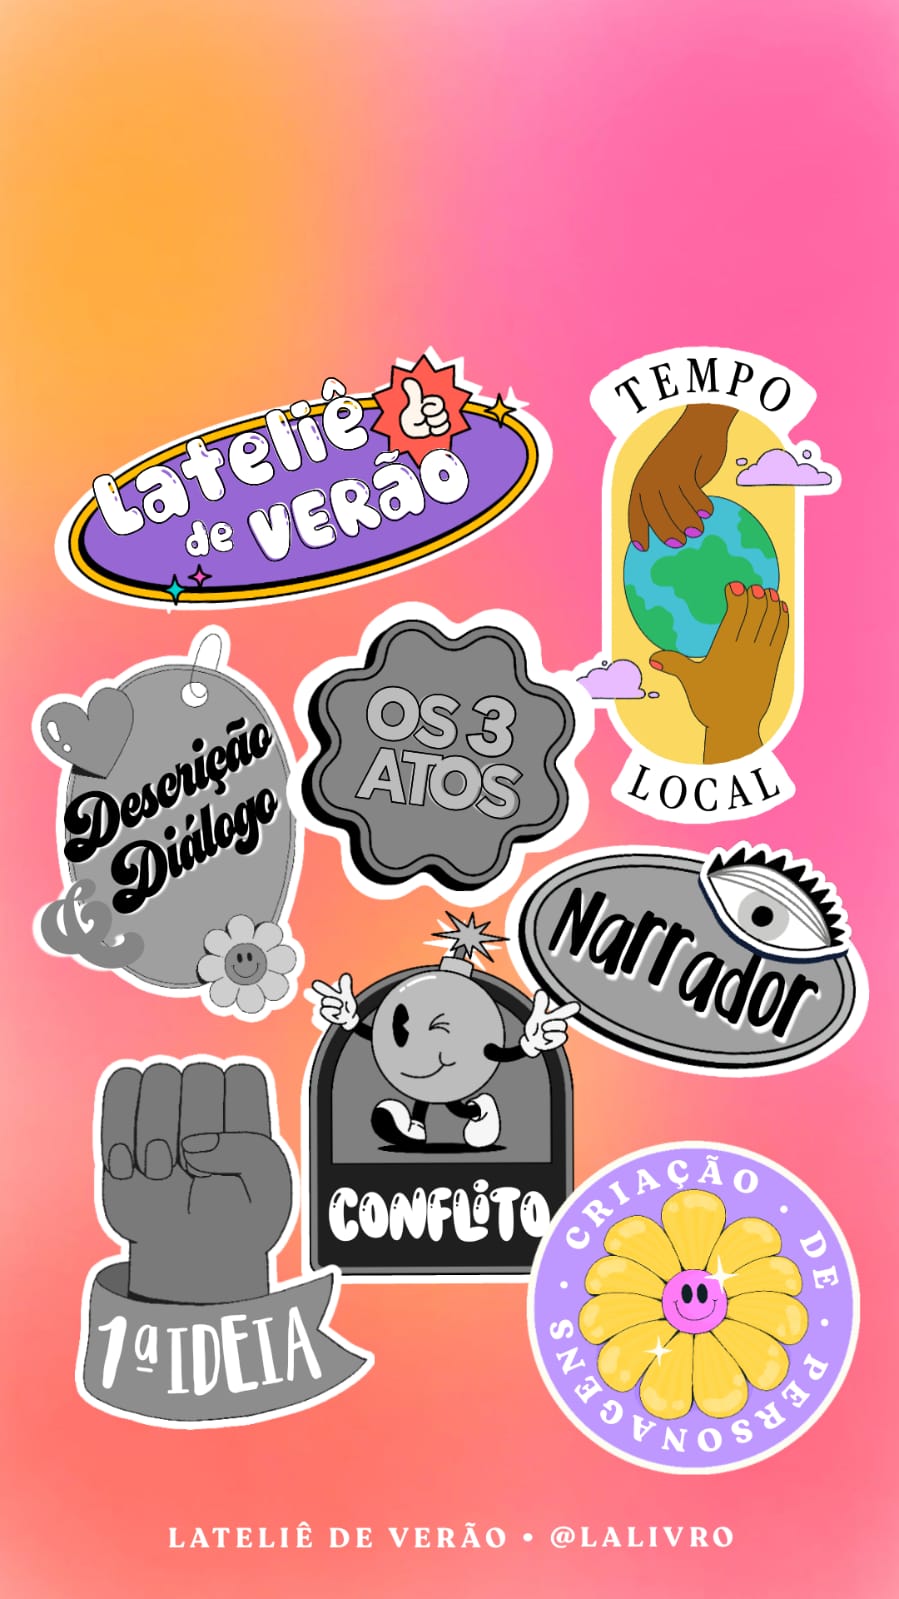 Lateliê
de VERÃO
TEMPO
LOCAL
Descrição
&
Diálogo
OS 3
ATOS
Narrador
CONFLITO
1ª IDEIA
CRIAÇÃO • DE • PERSONAGENS •
LATELIÊ DE VERÃO • @LALIVRO